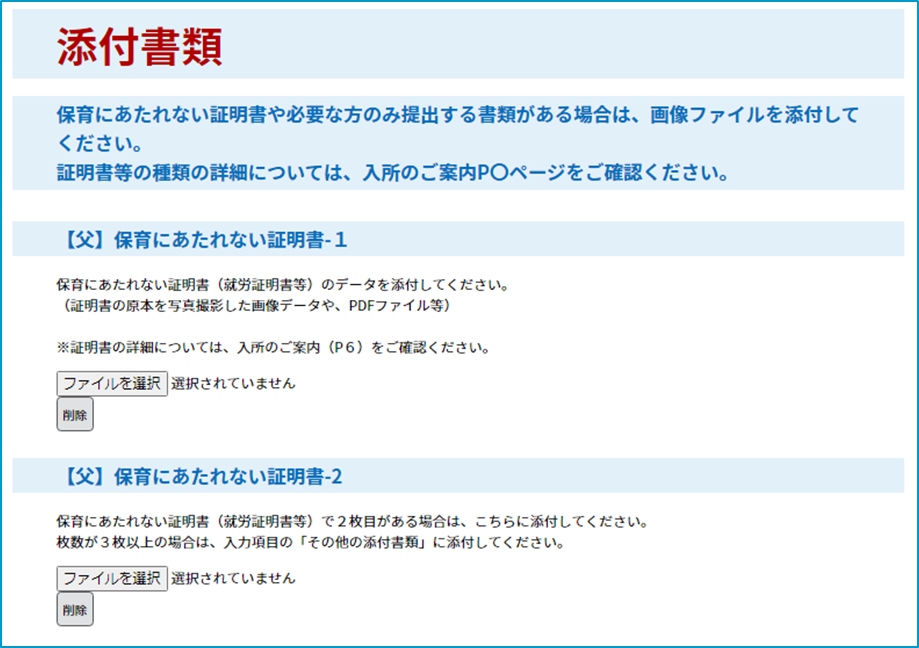 添付書類
保育にあたれない証明書や必要な方のみ提出する書類がある場合は、画像ファイルを添付して
ください。
証明書等の種類の詳細については、入所のご案内P〇ページをご確認ください。
【父】保育にあたれない証明書-１
保育にあたれない証明書（就労証明書等）のデータを添付してください。
（証明書の原本を写真撮影した画像データや、PDFファイル等）
※証明書の詳細については、入所のご案内（P６）をご確認ください。
ファイルを選択 選択されていません
削除
【父】保育にあたれない証明書-2
保育にあたれない証明書（就労証明書等）で２枚目がある場合は、こちらに添付してください。
枚数が３枚以上の場合は、入力項目の「その他の添付書類」に添付してください。
ファイルを選択 選択されていません
削除